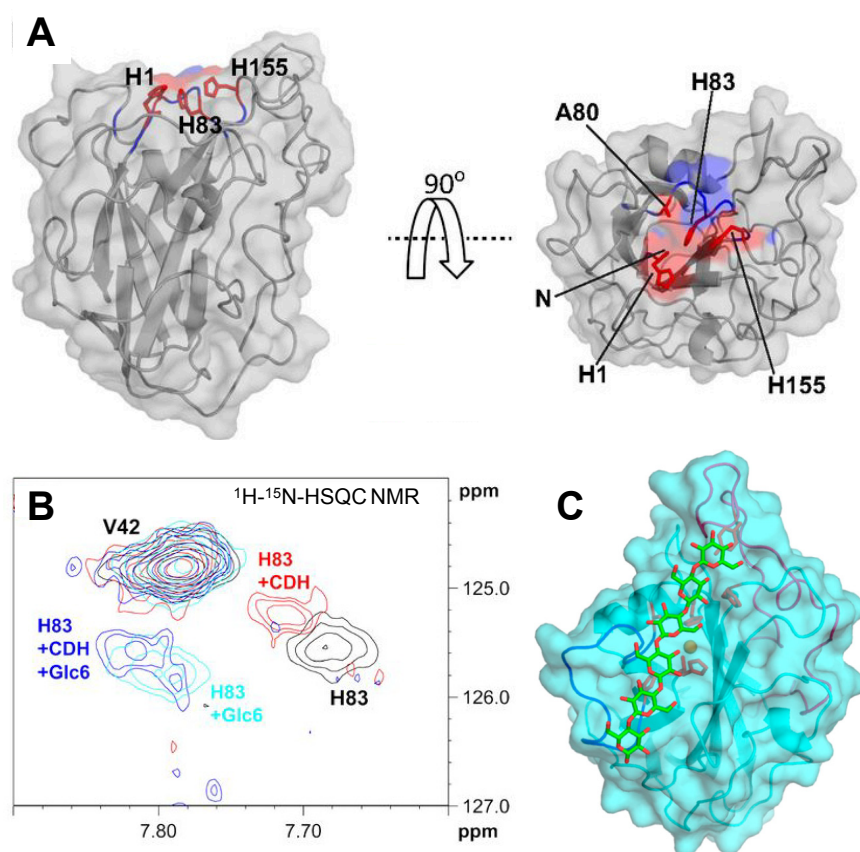 A
H1
H155
H83
90º
H83
A80
N
H1
H155
B
¹H-¹⁵N-HSQC NMR
V42
H83
+CDH
H83
+CDH
+Glc6
H83
+Glc6
H83
ppm
125.0
126.0
127.0
7.80
7.70
ppm
C